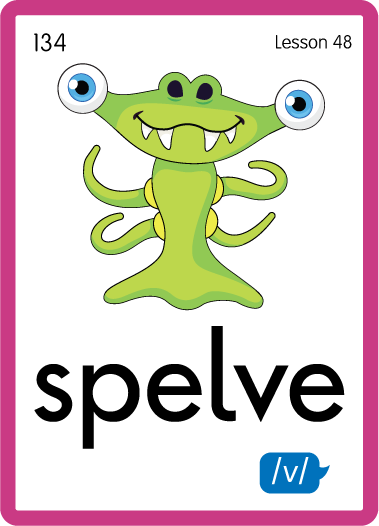 134
Lesson 48
spelve
/v/